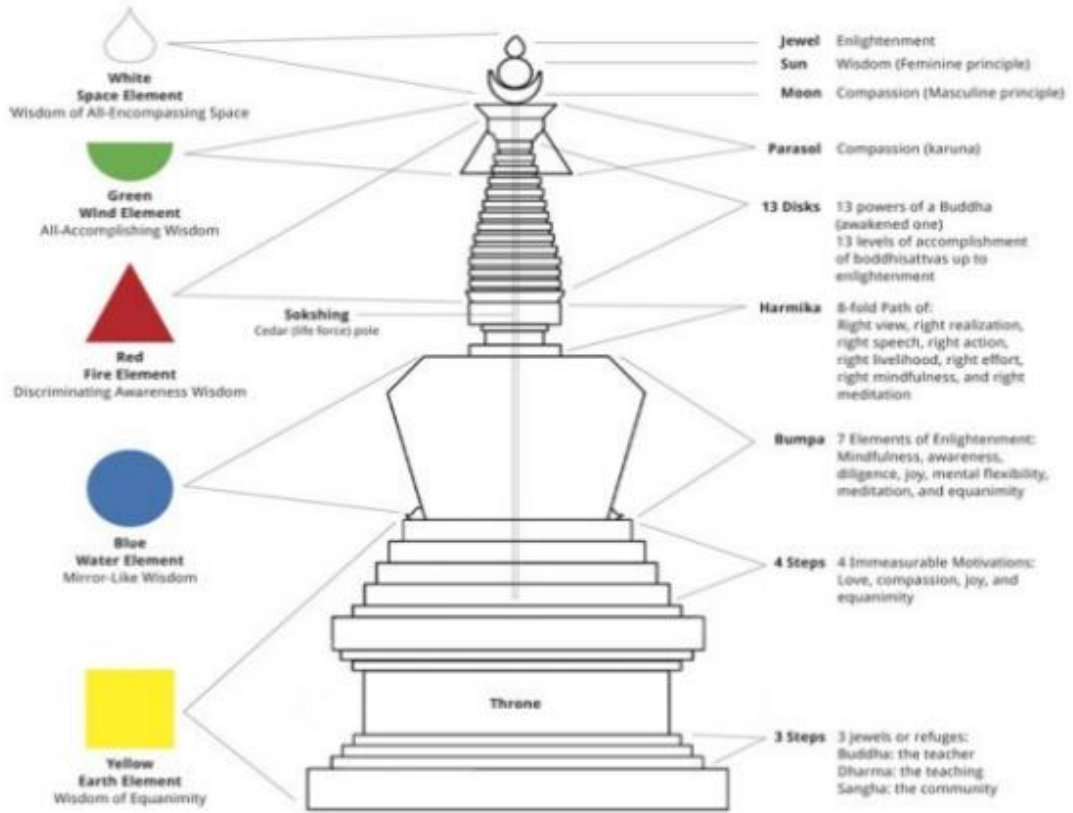 White
Space Element
Wisdom of All-Encompassing Space
Green
Wind Element
All-Accomplishing Wisdom
Red
Fire Element
Discriminating Awareness Wisdom
Blue
Water Element
Mirror-Like Wisdom
Yellow
Earth Element
Wisdom of Equanimity
Sokshing
Cedar (life force) pole
Throne
Jewel Enlightenment
Sun Wisdom (Feminine principle)
Moon Compassion (Masculine principle)
Parasol Compassion (karuna)
13 Disks 13 powers of a Buddha
(awakened one)
13 levels of accomplishment
of boddhisattvas up to
enlightenment
Harmika 8-fold Path of:
Right view, right realization,
right speech, right action,
right livelihood, right effort,
right mindfulness, and right
meditation
Bumpa 7 Elements of Enlightenment:
Mindfulness, awareness,
diligence, joy, mental flexibility,
meditation, and equanimity
4 Steps 4 Immeasurable Motivations:
Love, compassion, joy, and
equanimity
3 Steps 3 jewels or refuges:
Buddha: the teacher
Dharma: the teaching
Sangha: the community